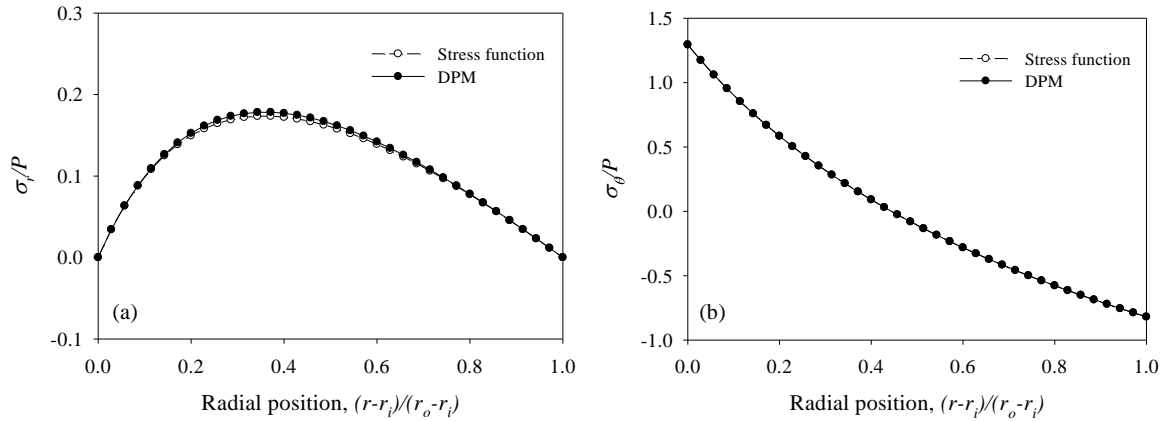 0.3
0.2
0.1
0.0
-0.1
σr/P
Stress function
DPM
(a)
0.0 0.2 0.4 0.6 0.8 1.0
Radial position, (r-ri)/(ro-ri)
1.5
1.0
0.5
0.0
-0.5
-1.0
σθ/P
Stress function
DPM
(b)
0.0 0.2 0.4 0.6 0.8 1.0
Radial position, (r-ri)/(ro-ri)